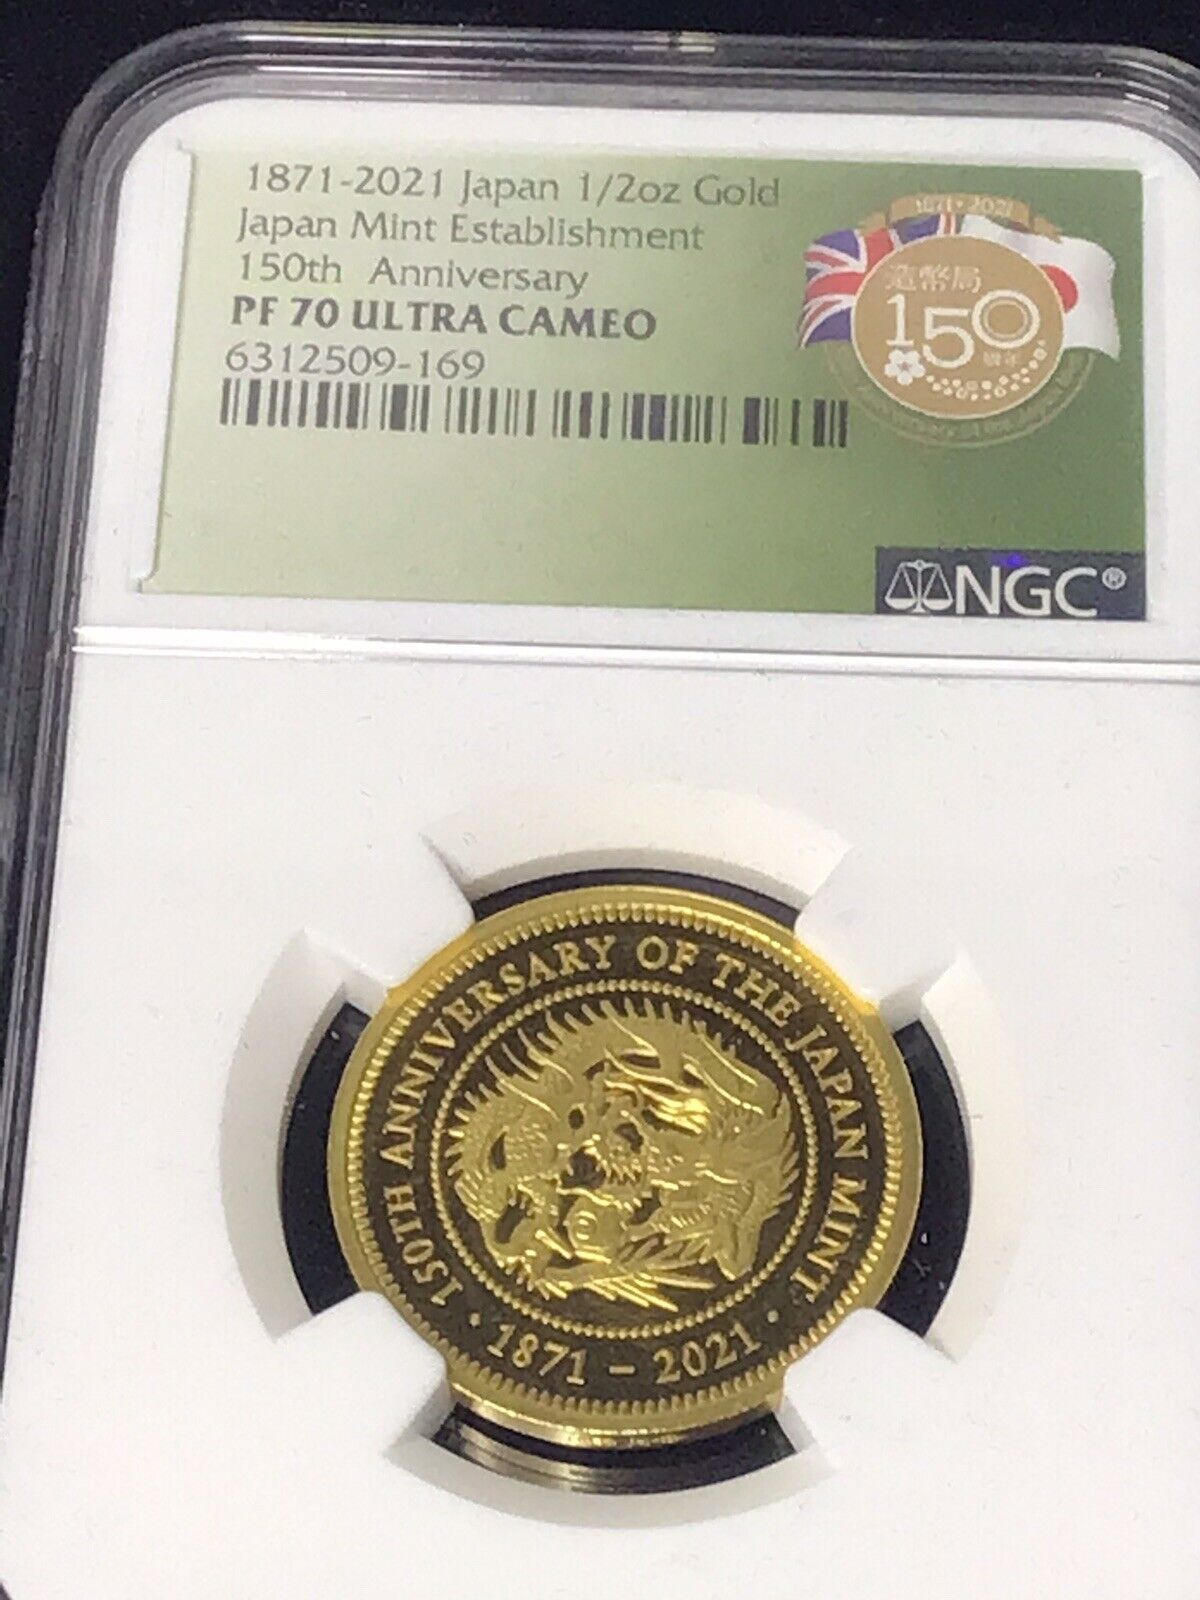 1871-2021 Japan 1/2oz Gold
Japan Mint Establishment
150th Anniversary
PF 70 ULTRA CAMEO
6312509-169
1871·2021
造幣局
150
周年
NGC®
150TH ANNIVERSARY OF THE JAPAN MINT
· 1871 – 2021 ·